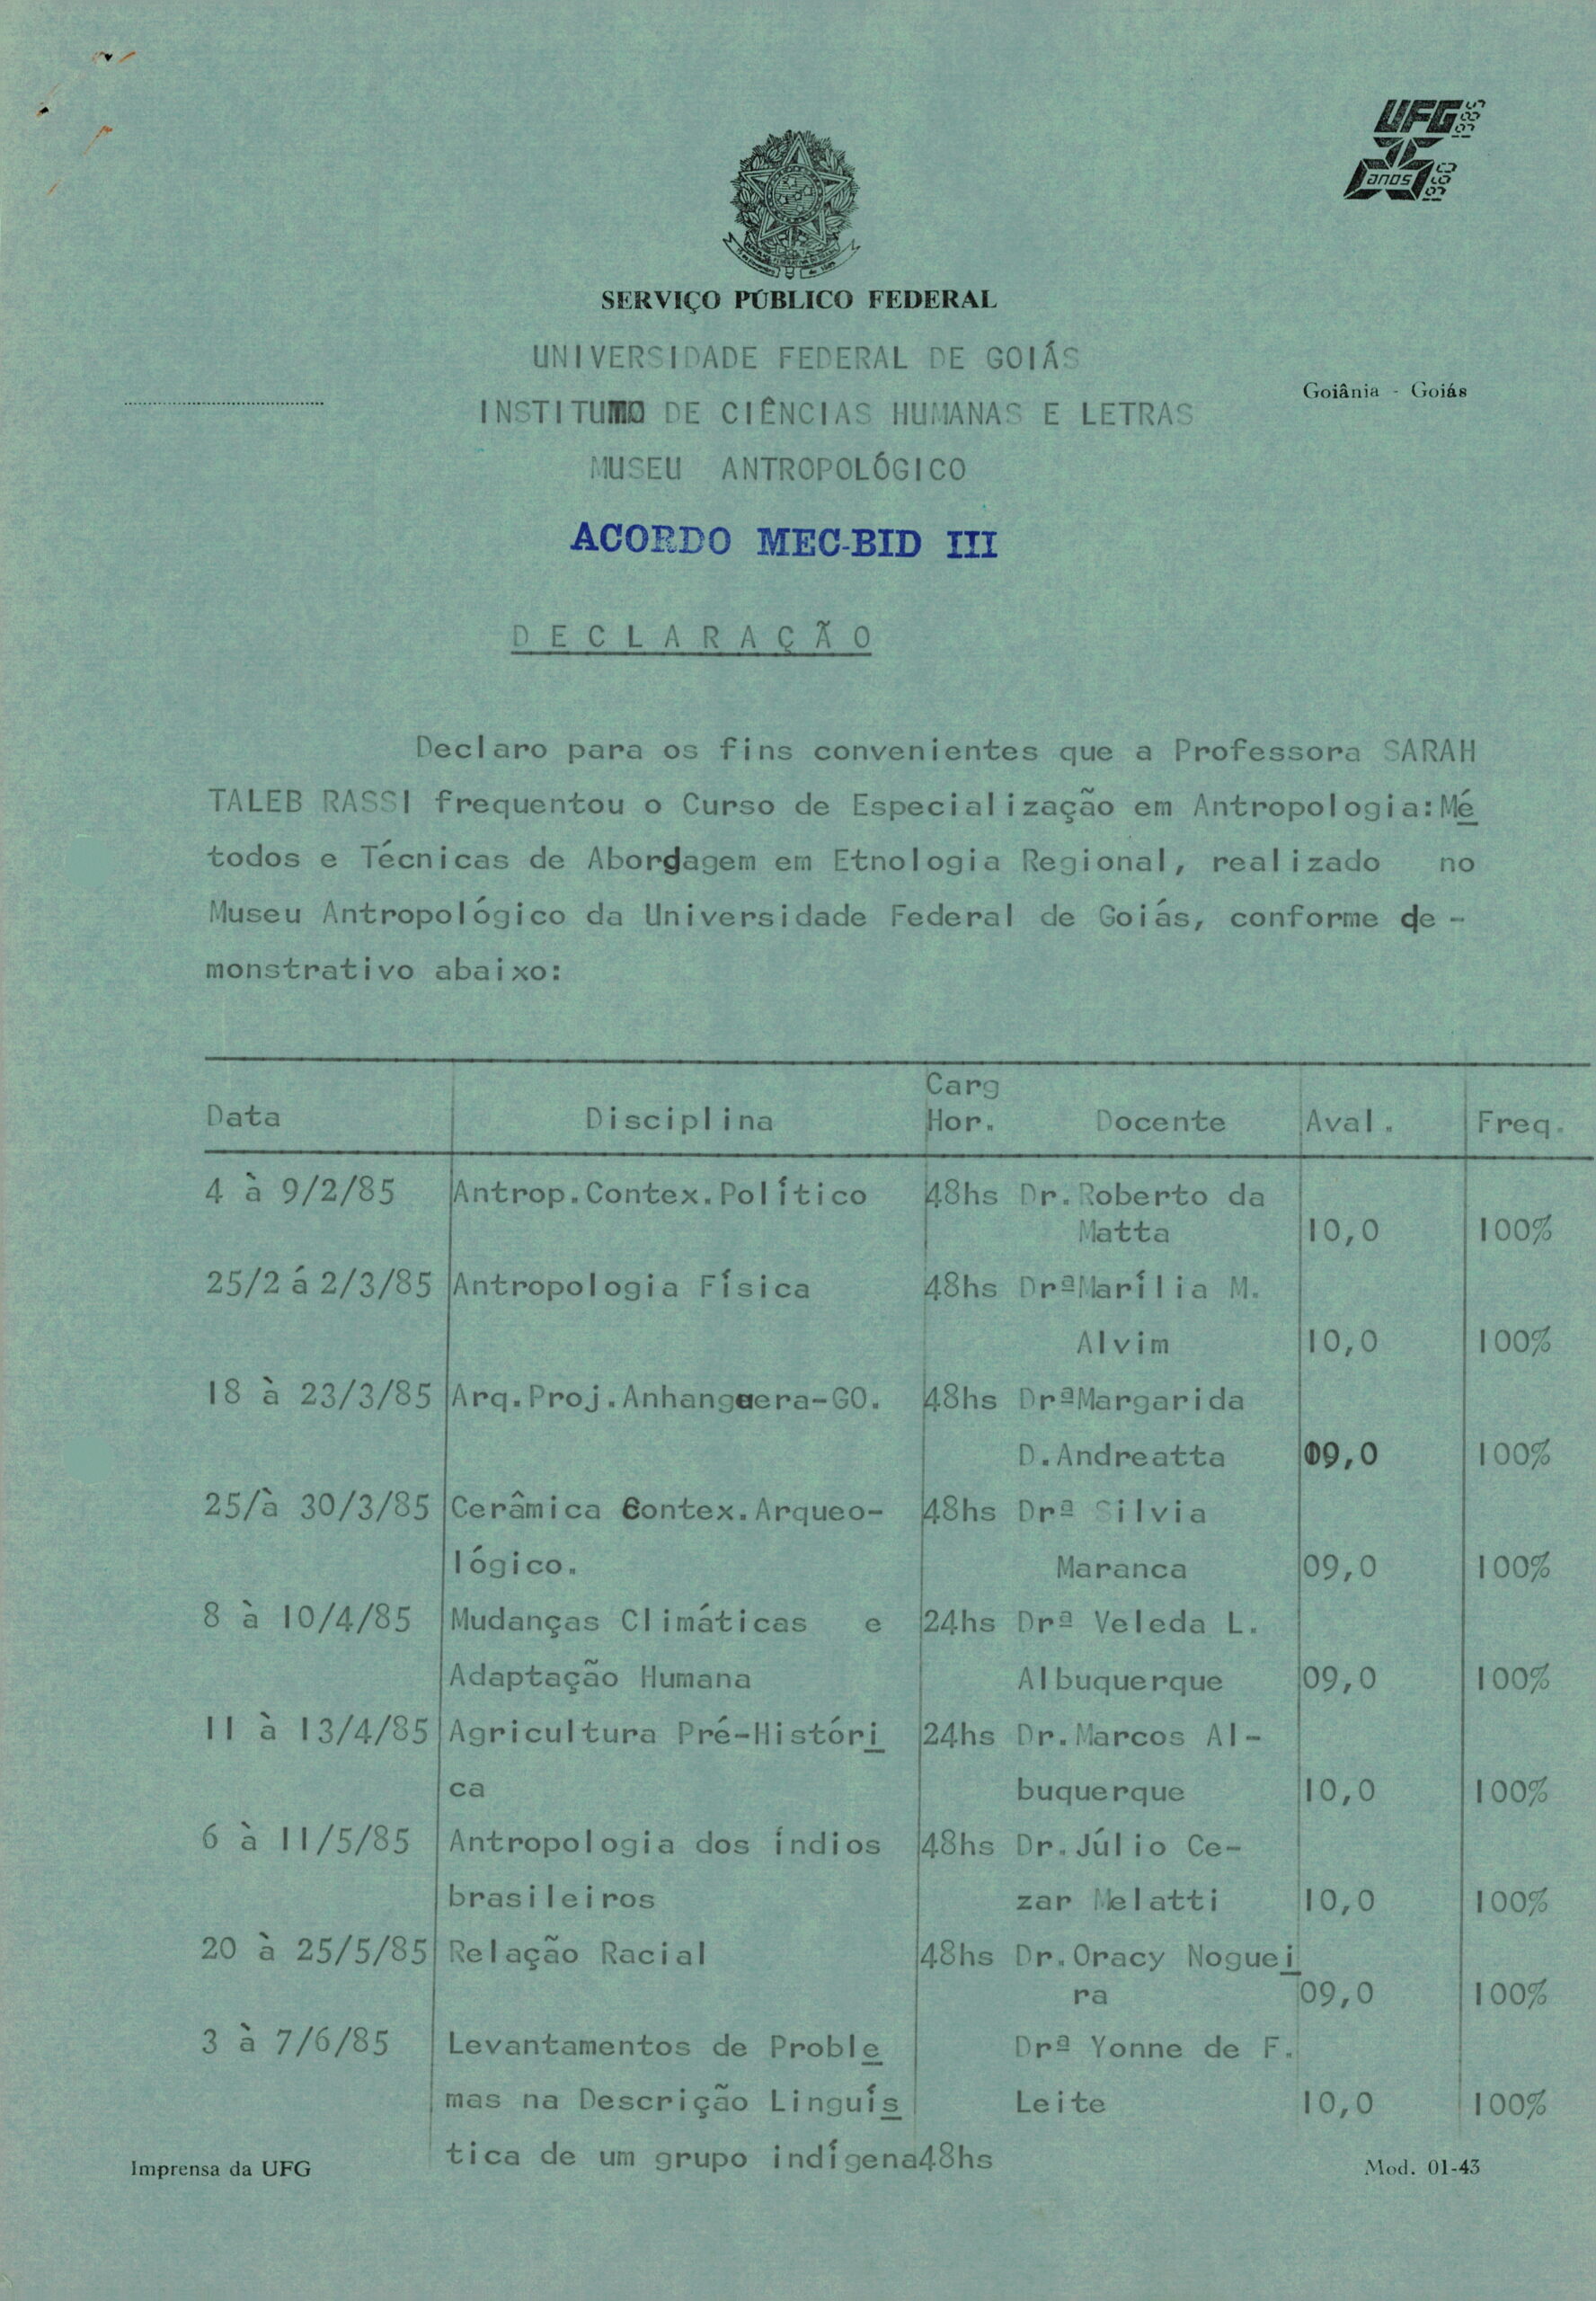 UFG 1985
anos 1960
SERVIÇO PÚBLICO FEDERAL
UNIVERSIDADE FEDERAL DE GOIÁS
Goiânia - Goiás
INSTITUTO DE CIÊNCIAS HUMANAS E LETRAS
MUSEU ANTROPOLÓGICO
ACORDO MEC-BID III
DECLARAÇÃO
Declaro para os fins convenientes que a Professora SARAH
TALEB RASSI frequentou o Curso de Especialização em Antropologia:Mé
todos e Técnicas de Abordagem em Etnologia Regional, realizado no
Museu Antropológico da Universidade Federal de Goiás, conforme de -
monstrativo abaixo:
Carg
Data Disciplina Hor. Docente Aval. Freq.
4 à 9/2/85 Antrop.Contex.Político 48hs Dr.Roberto da
Matta 10,0 100%
25/2 á 2/3/85 Antropologia Física 48hs DrªMarília M.
Alvim 10,0 100%
18 à 23/3/85 Arq.Proj.Anhanguera-GO. 48hs DrªMargarida
D.Andreatta 09,0 100%
25/à 30/3/85 Cerâmica Contex.Arqueo- 48hs Drª Silvia
lógico. Maranca 09,0 100%
8 à 10/4/85 Mudanças Climáticas e 24hs Drª Veleda L.
Adaptação Humana Albuquerque 09,0 100%
11 à 13/4/85 Agricultura Pré-Históri 24hs Dr.Marcos Al-
ca buquerque 10,0 100%
6 à 11/5/85 Antropologia dos índios 48hs Dr.Júlio Ce-
brasileiros zar Melatti 10,0 100%
20 à 25/5/85 Relação Racial 48hs Dr.Oracy Noguei
ra 09,0 100%
3 à 7/6/85 Levantamentos de Proble Drª Yonne de F.
mas na Descrição Linguís Leite 10,0 100%
tica de um grupo indígena48hs
Imprensa da UFG Mod. 01-43